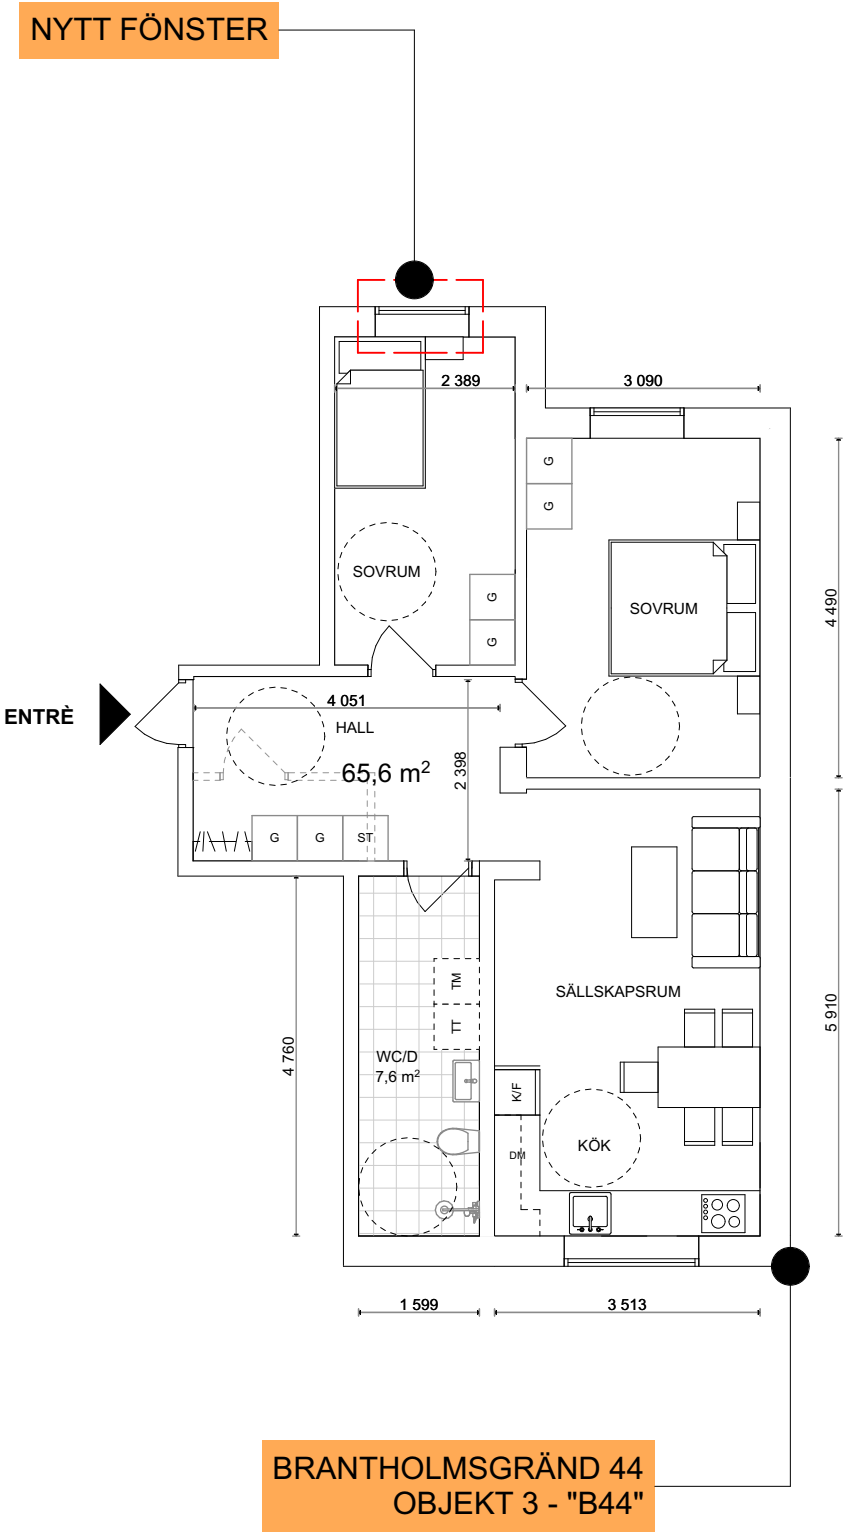 NYTT FÖNSTER
2 389
3 090
G
G
SOVRUM
G
G
SOVRUM
4 490
ENTRÈ
4 051
HALL
65,6 m²
2 398
G
G
ST
TM
TT
SÄLLSKAPSRUM
5 910
4 760
WC/D
7,6 m²
K/F
DM
KÖK
1 599
3 513
BRANTHOLMSGRÄND 44
OBJEKT 3 - "B44"